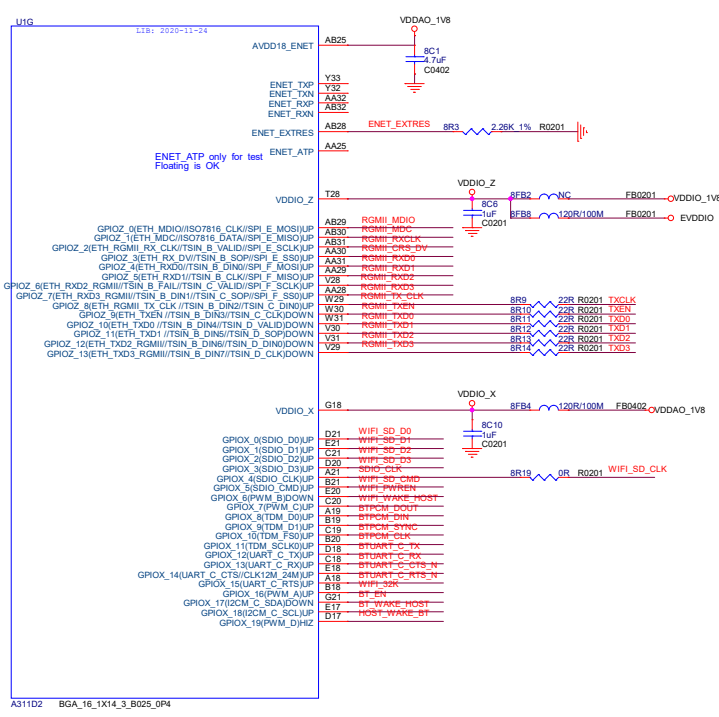 U1G
LIB: 2020-11-24
VDDAO_1V8
AVDD18_ENET AB25
8C1
4.7uF
C0402
ENET_TXP Y33
ENET_TXN Y32
ENET_RXP AA32
ENET_RXN AB32
ENET_EXTRES AB28 ENET_EXTRES 8R3 2.26K 1% R0201
ENET_ATP only for test
Floating is OK
ENET_ATP AA25
VDDIO_Z
VDDIO_Z T28 8FB2 NC FB0201 VDDIO_1V8
8C6
1uF
C0201
8FB8 120R/100M FB0201 EVDDIO
GPIOZ_0(ETH_MDIO//ISO7816_CLK//SPI_E_MOSI)UP AB29 RGMII_MDIO
GPIOZ_1(ETH_MDC//ISO7816_DATA//SPI_E_MISO)UP AB30 RGMII_MDC
GPIOZ_2(ETH_RGMII_RX_CLK//TSIN_B_VALID//SPI_E_SCLK)UP AB31 RGMII_RXCLK
GPIOZ_3(ETH_RX_DV//TSIN_B_SOP//SPI_E_SS0)UP AA30 RGMII_CRS_DV
GPIOZ_4(ETH_RXD0//TSIN_B_DIN0//SPI_F_MOSI)UP AA31 RGMII_RXD0
GPIOZ_5(ETH_RXD1//TSIN_B_CLK//SPI_F_MISO)UP AA29 RGMII_RXD1
GPIOZ_6(ETH_RXD2_RGMII//TSIN_B_FAIL//TSIN_C_VALID//SPI_F_SCLK)UP V28 RGMII_RXD2
GPIOZ_7(ETH_RXD3_RGMII//TSIN_B_DIN1//TSIN_C_SOP//SPI_F_SS0)UP AA28 RGMII_RXD3
GPIOZ_8(ETH_RGMII_TX_CLK //TSIN_B_DIN2//TSIN_C_DIN0)UP W29 RGMII_TX_CLK 8R9 22R R0201 TXCLK
GPIOZ_9(ETH_TXEN //TSIN_B_DIN3//TSIN_C_CLK)DOWN W30 RGMII_TXEN 8R10 22R R0201 TXEN
GPIOZ_10(ETH_TXD0 //TSIN_B_DIN4//TSIN_D_VALID)DOWN W31 RGMII_TXD0 8R11 22R R0201 TXD0
GPIOZ_11(ETH_TXD1 //TSIN_B_DIN5//TSIN_D_SOP)DOWN V30 RGMII_TXD1 8R12 22R R0201 TXD1
GPIOZ_12(ETH_TXD2_RGMII//TSIN_B_DIN6//TSIN_D_DIN0)DOWN V31 RGMII_TXD2 8R13 22R R0201 TXD2
GPIOZ_13(ETH_TXD3_RGMII//TSIN_B_DIN7//TSIN_D_CLK)DOWN V29 RGMII_TXD3 8R14 22R R0201 TXD3
VDDIO_X
VDDIO_X G18 8FB4 120R/100M FB0402 VDDAO_1V8
8C10
1uF
C0201
GPIOX_0(SDIO_D0)UP D21 WIFI_SD_D0
GPIOX_1(SDIO_D1)UP E21 WIFI_SD_D1
GPIOX_2(SDIO_D2)UP C21 WIFI_SD_D2
GPIOX_3(SDIO_D3)UP D20 WIFI_SD_D3
GPIOX_4(SDIO_CLK)UP A21 SDIO_CLK 8R19 0R R0201 WIFI_SD_CLK
GPIOX_5(SDIO_CMD)UP B21 WIFI_SD_CMD
GPIOX_6(PWM_B)DOWN E20 WIFI_PWREN
GPIOX_7(PWM_C)UP C20 WIFI_WAKE_HOST
GPIOX_8(TDM_D0)UP A19 BTPCM_DOUT
GPIOX_9(TDM_D1)UP B19 BTPCM_DIN
GPIOX_10(TDM_FS0)UP C19 BTPCM_SYNC
GPIOX_11(TDM_SCLK0)UP B20 BTPCM_CLK
GPIOX_12(UART_C_TX)UP D18 BTUART_C_TX
GPIOX_13(UART_C_RX)UP C18 BTUART_C_RX
GPIOX_14(UART_C_CTS//CLK12M_24M)UP E18 BTUART_C_CTS_N
GPIOX_15(UART_C_RTS)UP A18 BTUART_C_RTS_N
GPIOX_16(PWM_A)UP B18 WIFI_32K
GPIOX_17(I2CM_C_SDA)DOWN G21 BT_EN
GPIOX_18(I2CM_C_SCL)UP E17 BT_WAKE_HOST
GPIOX_19(PWM_D)HIZ D17 HOST_WAKE_BT
A311D2 BGA_16_1X14_3_B025_0P4